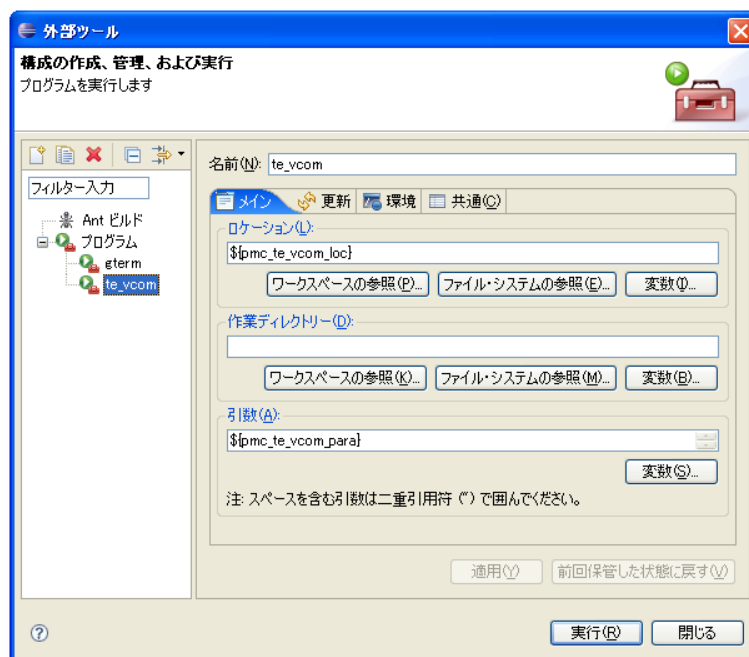 外部ツール
構成の作成、管理、および実行
プログラムを実行します
フィルター入力
Ant ビルド
プログラム
gterm
te_vcom
名前(N): te_vcom
メイン 更新 環境 共通(C)
ロケーション(L):
${pmc_te_vcom_loc}
ワークスペースの参照(P)... ファイル・システムの参照(E)... 変数(I)...
作業ディレクトリー(D):
ワークスペースの参照(K)... ファイル・システムの参照(M)... 変数(B)...
引数(A):
${pmc_te_vcom_para}
変数(S)...
注: スペースを含む引数は二重引用符 (") で囲んでください。
適用(Y) 前回保管した状態に戻す(V)
実行(R) 閉じる